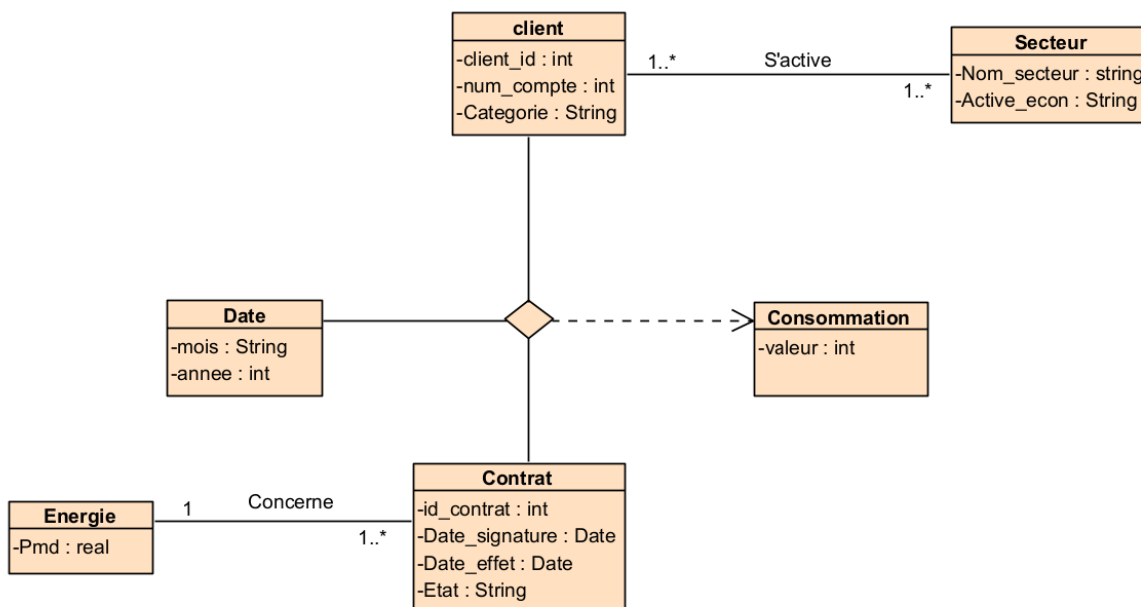 client
-client_id : int
-num_compte : int
-Categorie : String
1..*
S'active
1..*
Secteur
-Nom_secteur : string
-Active_econ : String
Date
-mois : String
-annee : int
Consommation
-valeur : int
Energie
-Pmd : real
1
Concerne
1..*
Contrat
-id_contrat : int
-Date_signature : Date
-Date_effet : Date
-Etat : String